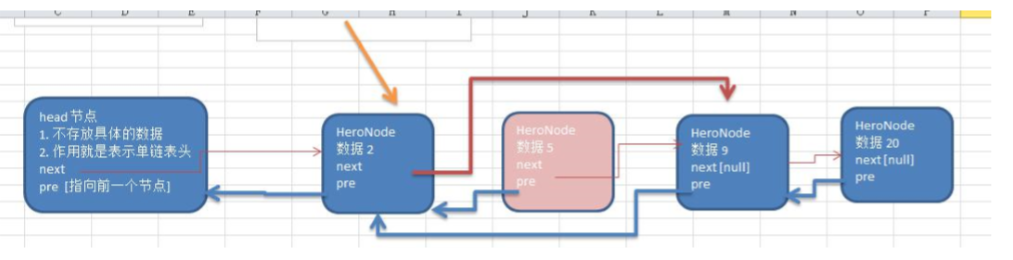 head 节点
1. 不存放具体的数据
2. 作用就是表示单链表头
next
pre [指向前一个节点]
HeroNode
数据 2
next
pre
HeroNode
数据 5
next
pre
HeroNode
数据 9
next[null]
pre
HeroNode
数据 20
next[null]
pre